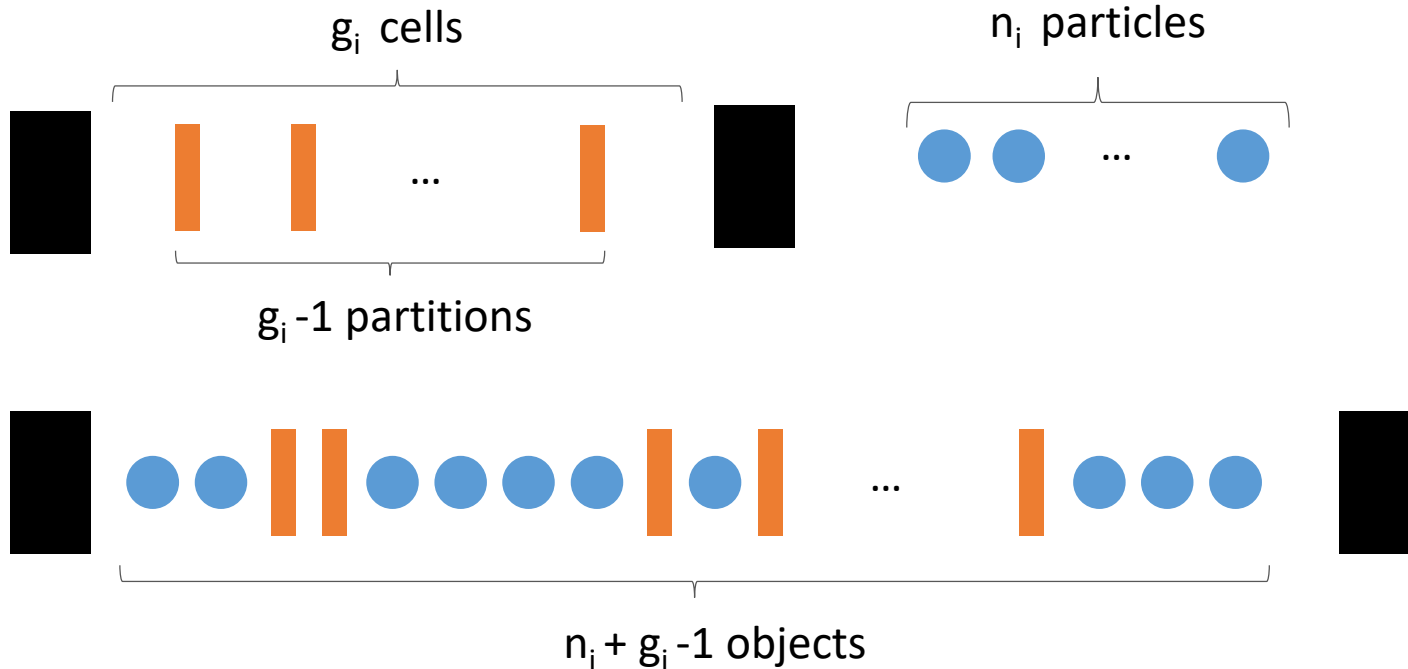 gᵢ cells
nᵢ particles
...
...
gᵢ -1 partitions
...
nᵢ + gᵢ -1 objects